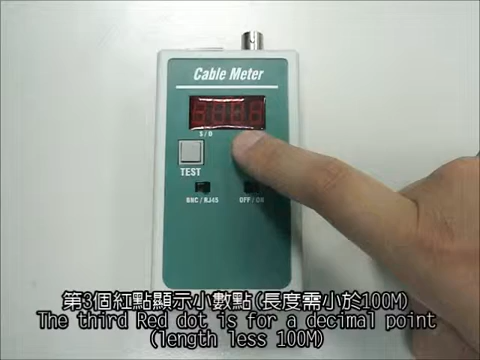 Cable Meter
S / D
TEST
BNC / RJ45
OFF / ON
第3個紅點顯示小數點(長度需小於100M)
The third Red dot is for a decimal point
(length less 100M)